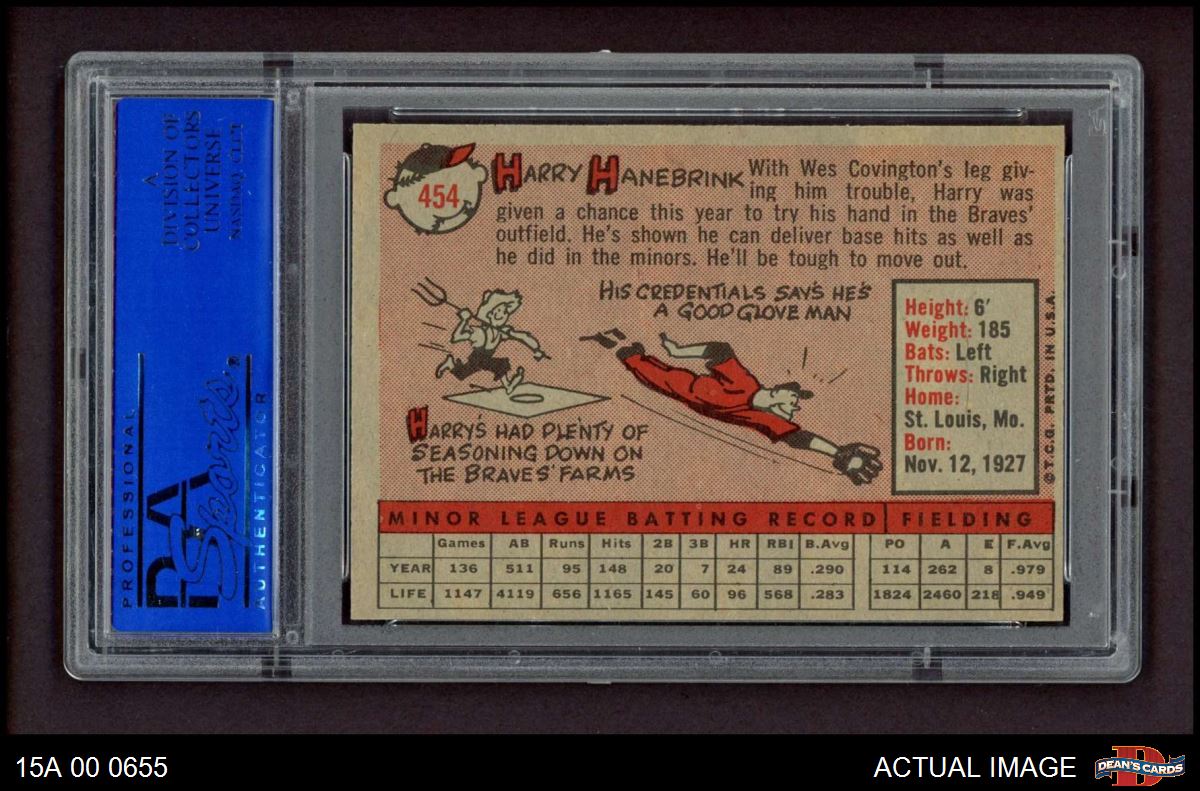 A
DIVISION OF
COLLECTORS
UNIVERSE
NASDAQ: CLCT
PROFESSIONAL
PSA
Sports®
AUTHENTICATOR
454
HARRY HANEBRINK
With Wes Covington's leg giv-
ing him trouble, Harry was
given a chance this year to try his hand in the Braves'
outfield. He's shown he can deliver base hits as well as
he did in the minors. He'll be tough to move out.
HIS CREDENTIALS SAYS HE'S
A GOOD GLOVE MAN
HARRY'S HAD PLENTY OF
SEASONING DOWN ON
THE BRAVES' FARMS
Height: 6'
Weight: 185
Bats: Left
Throws: Right
Home:
St. Louis, Mo.
Born:
Nov. 12, 1927
© T.C.G. PRTD. IN U.S.A.
MINOR LEAGUE BATTING RECORD FIELDING
Games AB Runs Hits 2B 3B HR RBI B.Avg PO A E F.Avg
YEAR 136 511 95 148 20 7 24 89 .290 114 262 8 .979
LIFE 1147 4119 656 1165 145 60 96 568 .283 1824 2460 218 .949
15A 00 0655
ACTUAL IMAGE
D
DEAN'S CARDS